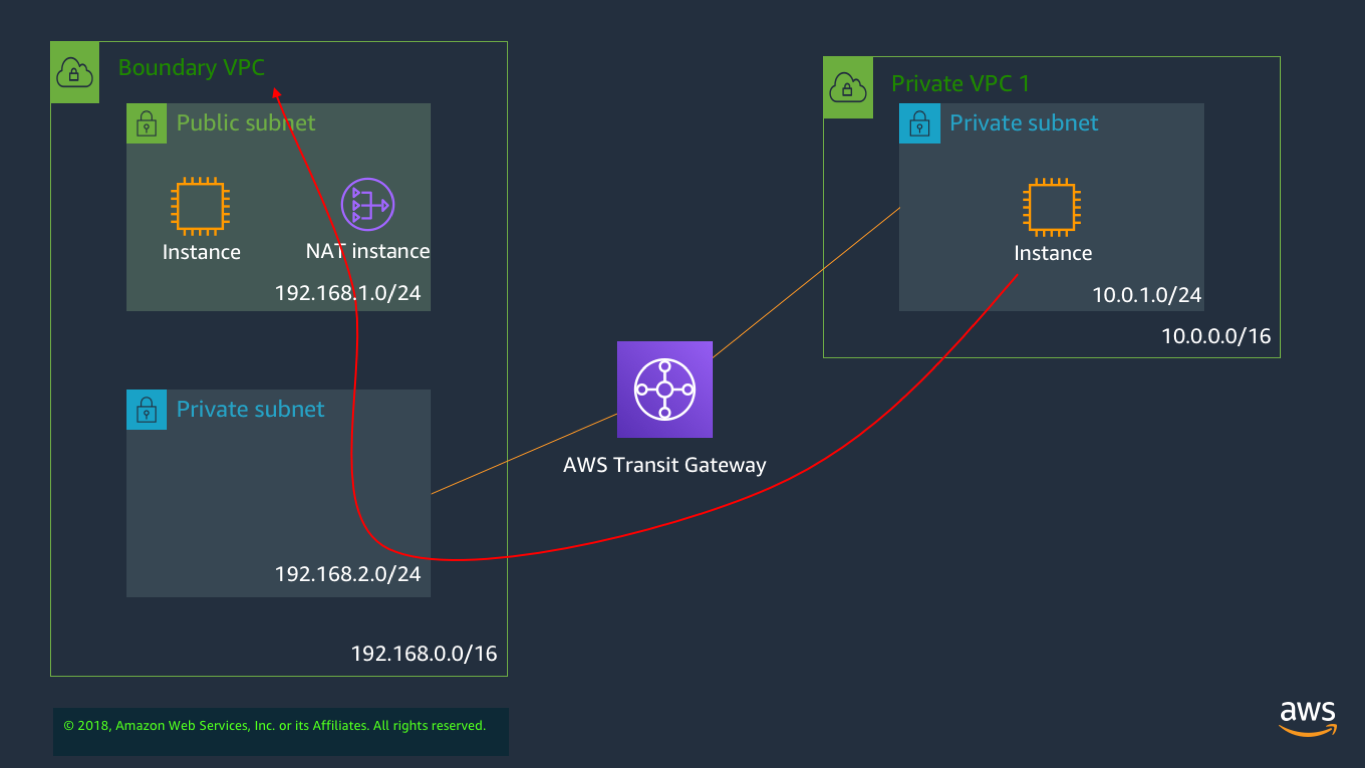 Boundary VPC
Public subnet
Instance
NAT instance
192.168.1.0/24
Private subnet
192.168.2.0/24
192.168.0.0/16
AWS Transit Gateway
Private VPC 1
Private subnet
Instance
10.0.1.0/24
10.0.0.0/16
© 2018, Amazon Web Services, Inc. or its Affiliates. All rights reserved.
aws